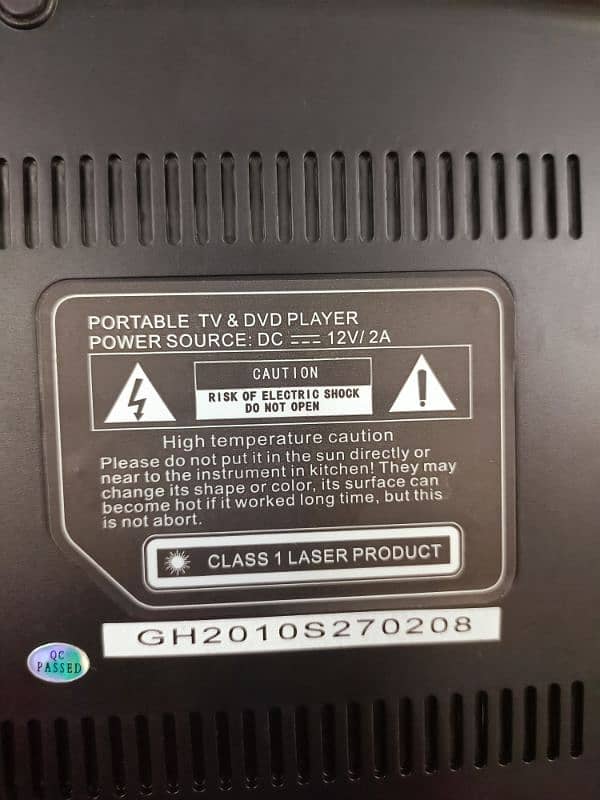 PORTABLE TV & DVD PLAYER
POWER SOURCE: DC ⎓ 12V/ 2A
CAUTION
RISK OF ELECTRIC SHOCK
DO NOT OPEN
High temperature caution
Please do not put it in the sun directly or
near to the instrument in kitchen! They may
change its shape or color, its surface can
become hot if it worked long time, but this
is not abort.
CLASS 1 LASER PRODUCT
GH2010S270208
QC
PASSED